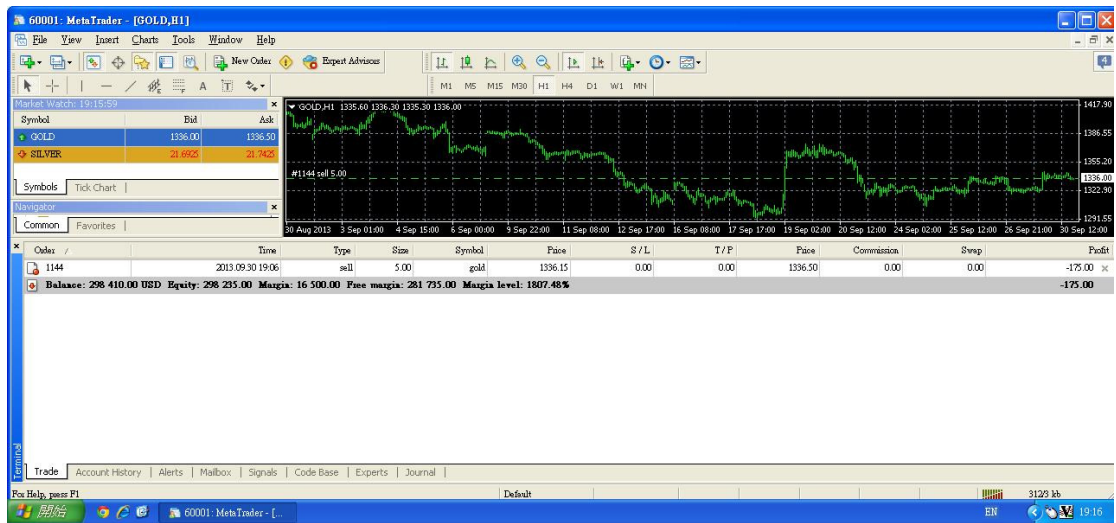 60001: MetaTrader - [GOLD,H1]
File View Insert Charts Tools Window Help
New Order Expert Advisors 4
A T M1 M5 M15 M30 H1 H4 D1 W1 MN
Market Watch: 19:15:59
Symbol Bid Ask
GOLD 1336.00 1336.50
SILVER 21.6925 21.7425
Symbols Tick Chart
Navigator
Common Favorites
GOLD,H1 1335.60 1336.30 1335.30 1336.00
#1144 sell 5.00
1417.90
1386.55
1355.20
1336.00
1322.90
1291.55
30 Aug 2013 3 Sep 01:00 4 Sep 15:00 6 Sep 00:00 9 Sep 22:00 11 Sep 08:00 12 Sep 17:00 16 Sep 08:00 17 Sep 17:00 19 Sep 02:00 20 Sep 12:00 24 Sep 02:00 25 Sep 12:00 26 Sep 21:00 30 Sep 12:00
Order / Time Type Size Symbol Price S / L T / P Price Commission Swap Profit
1144 2013.09.30 19:06 sell 5.00 gold 1336.15 0.00 0.00 1336.50 0.00 0.00 -175.00
Balance: 298 410.00 USD Equity: 298 235.00 Margin: 16 500.00 Free margin: 281 735.00 Margin level: 1807.48% -175.00
Terminal
Trade Account History Alerts Mailbox Signals Code Base Experts Journal
For Help, press F1 Default 312/3 kb
開始 60001: MetaTrader - [... EN 19:16